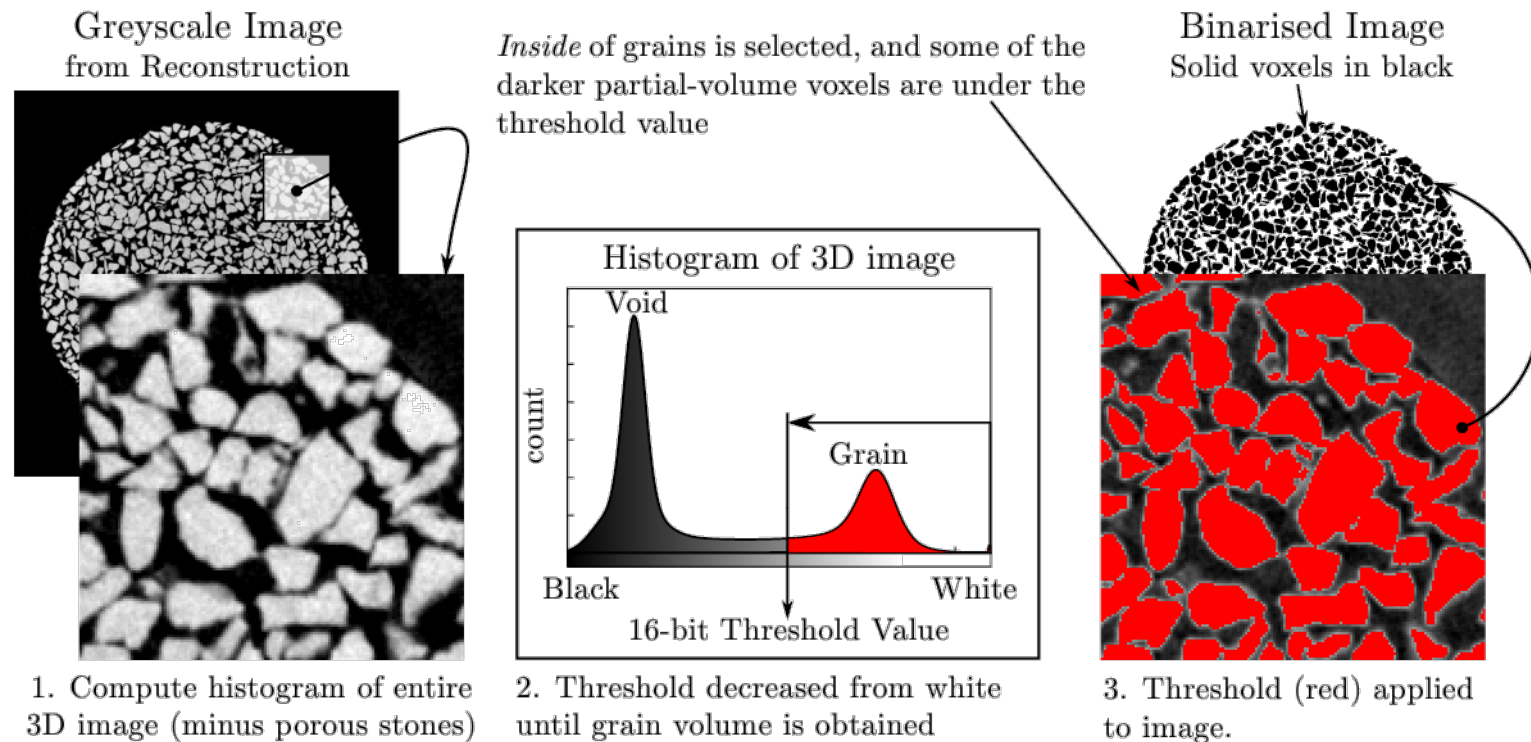 Greyscale Image
from Reconstruction
Inside of grains is selected, and some of the
darker partial-volume voxels are under the
threshold value
Binarised Image
Solid voxels in black
Histogram of 3D image
Void
Grain
count
Black
White
16-bit Threshold Value
1. Compute histogram of entire
3D image (minus porous stones)
2. Threshold decreased from white
until grain volume is obtained
3. Threshold (red) applied
to image.